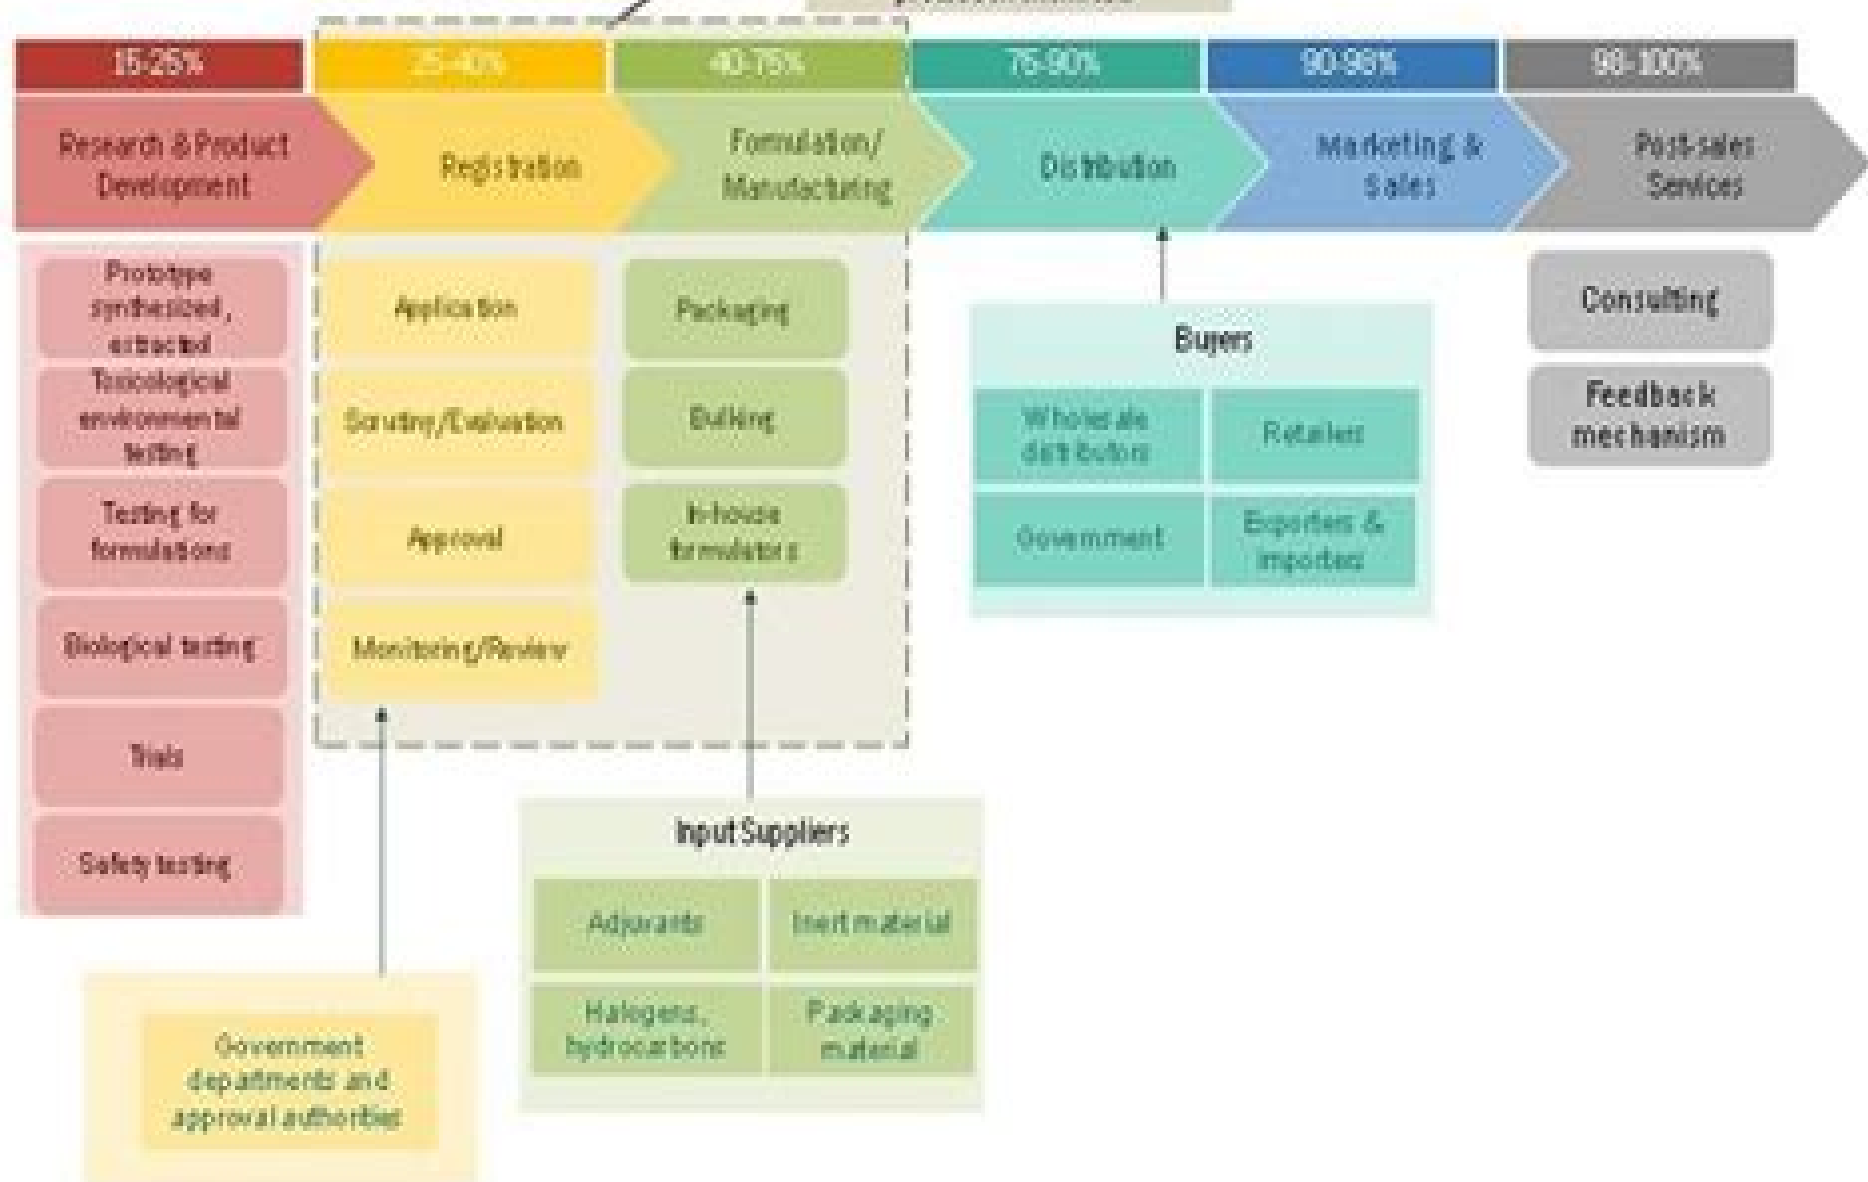 15-25%
25-40%
40-75%
75-90%
90-98%
98-100%
Research & Product
Development
Registration
Formulation/
Manufacturing
Distribution
Marketing &
Sales
Post-sales
Services
Prototype
synthesized,
extracted
Toxicological
environmental
testing
Testing for
formulations
Biological testing
Trials
Safety testing
Application
Scrutiny/Evaluation
Approval
Monitoring/Review
Packaging
Bulking
In-house
formulators
Buyers
Wholesale
distributors
Retailers
Government
Exporters &
importers
Consulting
Feedback
mechanism
Input Suppliers
Adjuvants
Inert material
Halogens,
hydrocarbons
Packaging
material
Government
departments and
approval authorities